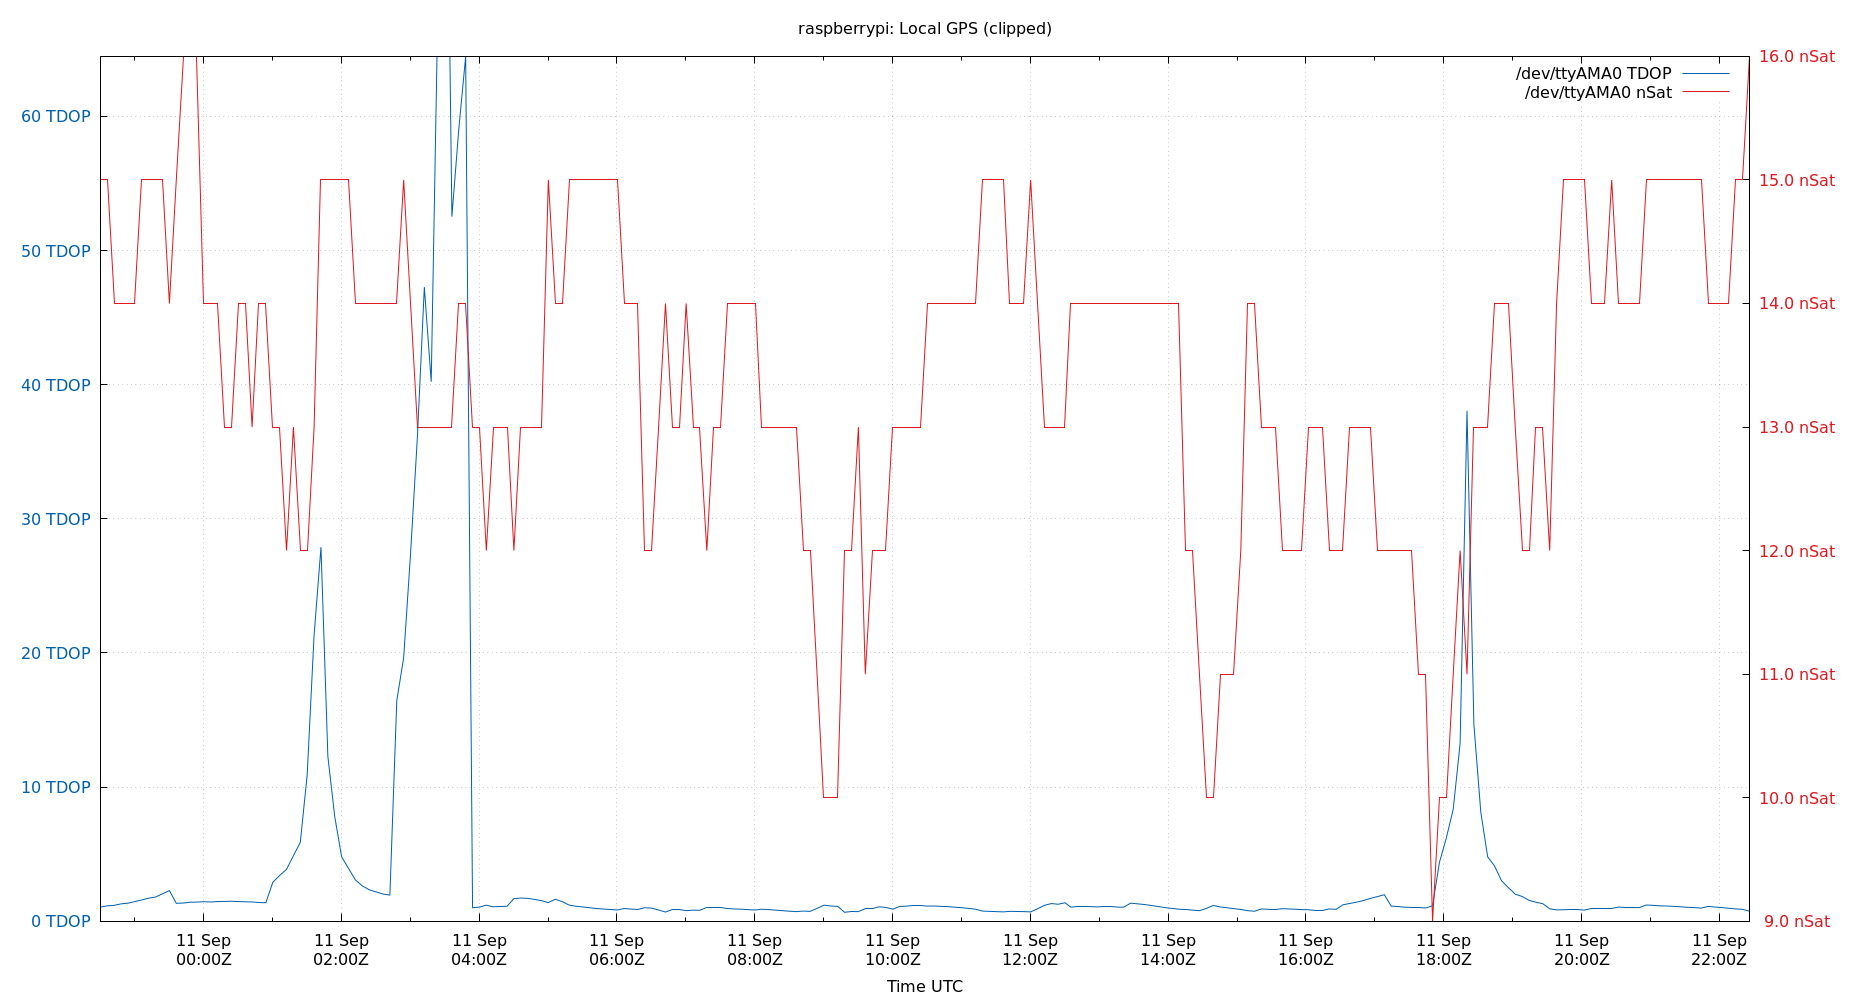 raspberrypi: Local GPS (clipped)
/dev/ttyAMA0 TDOP
/dev/ttyAMA0 nSat
60 TDOP
50 TDOP
40 TDOP
30 TDOP
20 TDOP
10 TDOP
0 TDOP
16.0 nSat
15.0 nSat
14.0 nSat
13.0 nSat
12.0 nSat
11.0 nSat
10.0 nSat
9.0 nSat
11 Sep 11 Sep 11 Sep 11 Sep 11 Sep 11 Sep 11 Sep 11 Sep 11 Sep 11 Sep 11 Sep 11 Sep
00:00Z 02:00Z 04:00Z 06:00Z 08:00Z 10:00Z 12:00Z 14:00Z 16:00Z 18:00Z 20:00Z 22:00Z
Time UTC